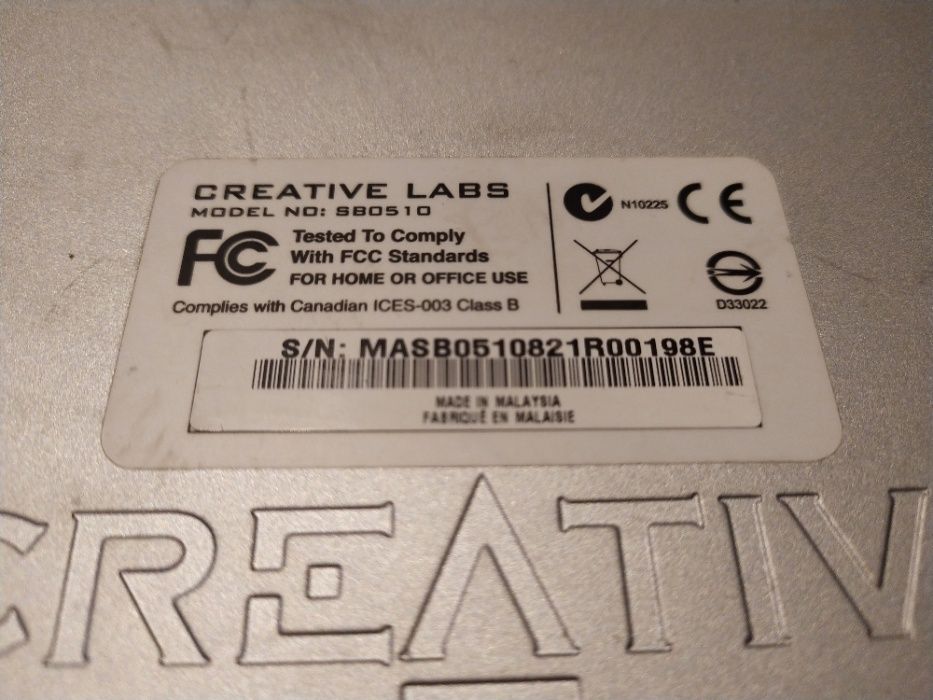 CREATIVE LABS
MODEL NO: SB0510
FC Tested To Comply
With FCC Standards
FOR HOME OR OFFICE USE
Complies with Canadian ICES-003 Class B
N10225 CE
D33022
S/N: MASB0510821R00198E
MADE IN MALAYSIA
FABRIQUÉ EN MALAISIE
CREATIV